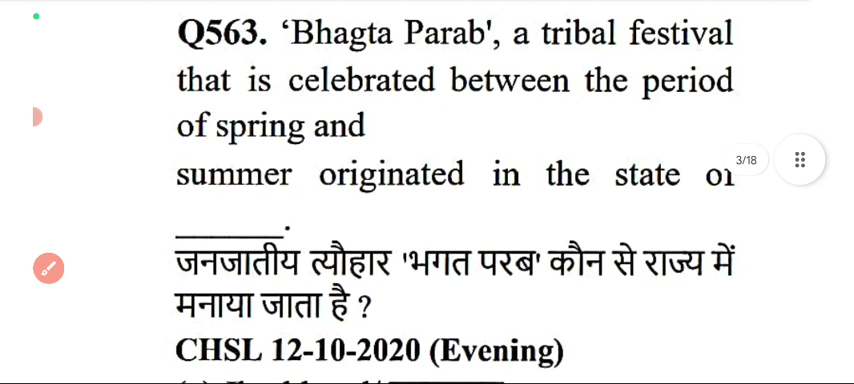 Q563. ‘Bhagta Parab', a tribal festival
that is celebrated between the period
of spring and
summer originated in the state of
3/18
______.
जनजातीय त्यौहार 'भगत परब' कौन से राज्य में
मनाया जाता है ?
CHSL 12-10-2020 (Evening)